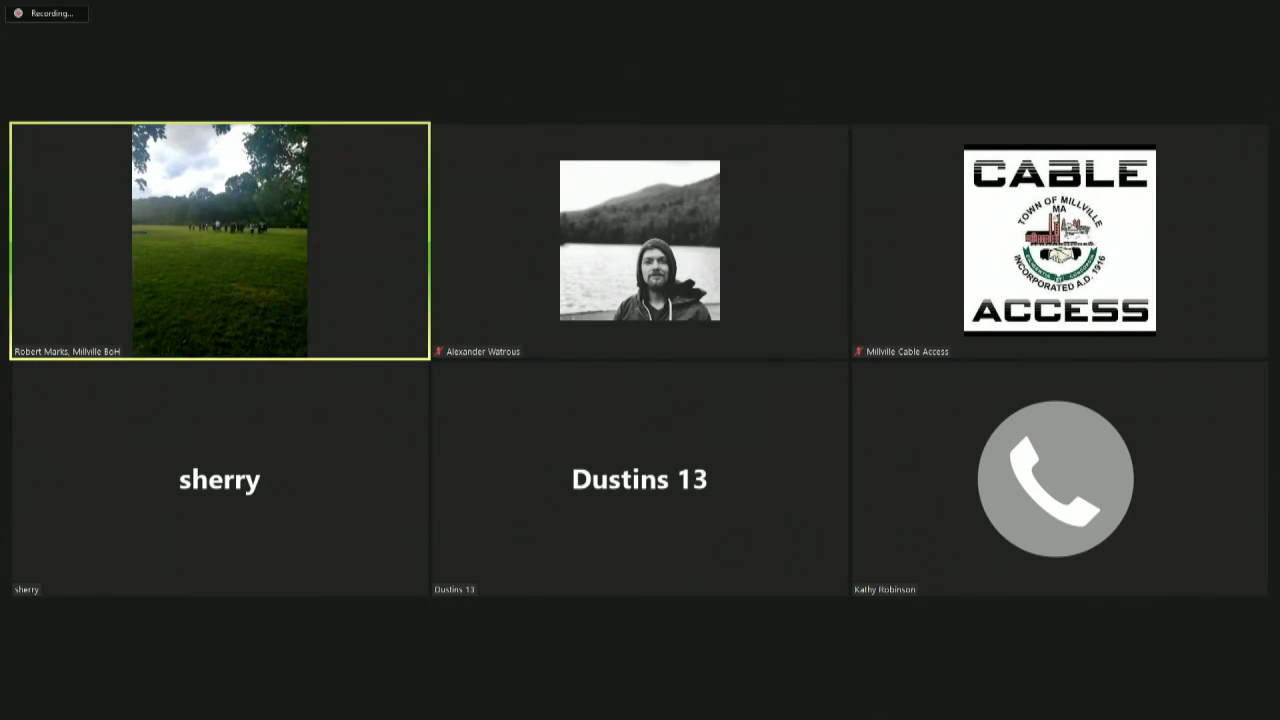 Recording...
Robert Marks, Millville BoH
Alexander Watrous
CABLE
TOWN OF MILLVILLE
MA
INCORPORATED A.D. 1916
ACCESS
Millville Cable Access
sherry
sherry
Dustins 13
Dustins 13
Kathy Robinson